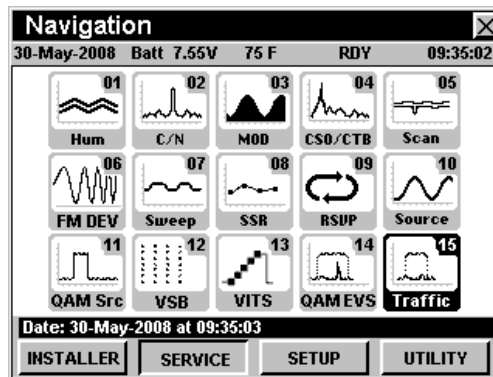 Navigation
30-May-2008 Batt 7.55V 75 F RDY 09:35:02
01 02 03 04 05
Hum C/N MOD CSO/CTB Scan
06 07 08 09 10
FM DEV Sweep SSR RSVP Source
11 12 13 14 15
QAM Src VSB VITS QAM EVS Traffic
Date: 30-May-2008 at 09:35:03
INSTALLER SERVICE SETUP UTILITY